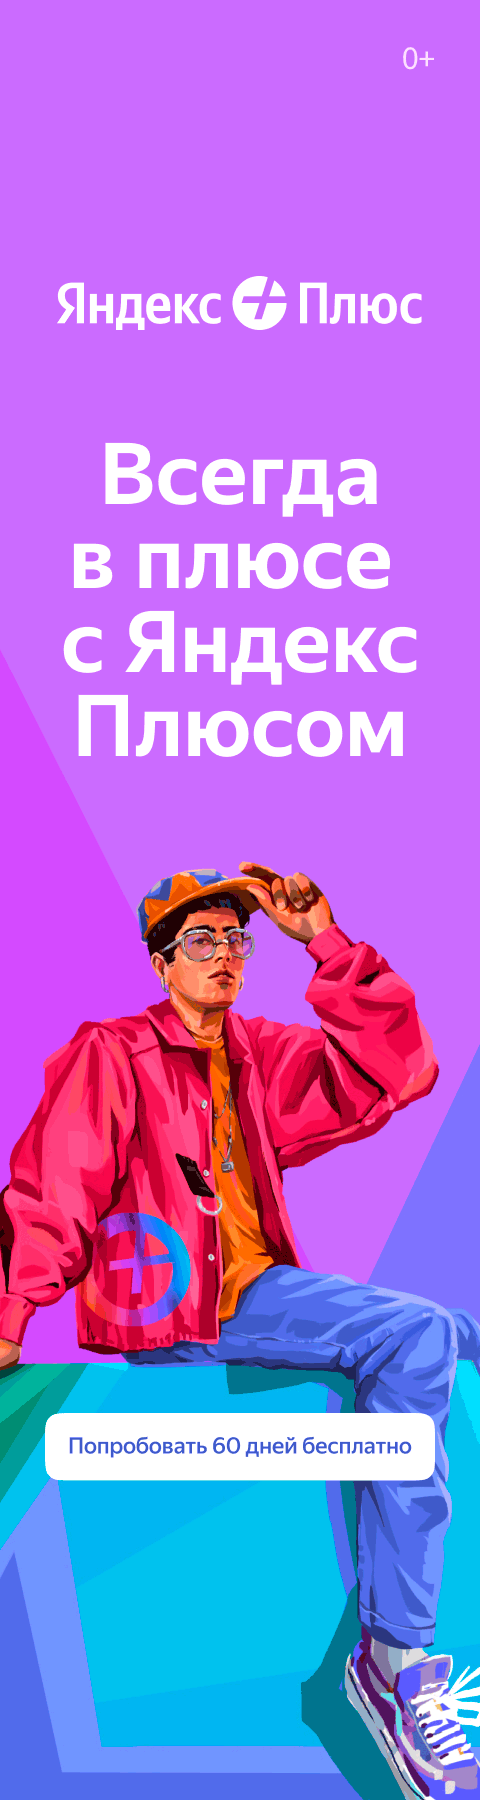 0+
Яндекс Плюс
Всегда
в плюсе
с Яндекс
Плюсом
Попробовать 60 дней бесплатно